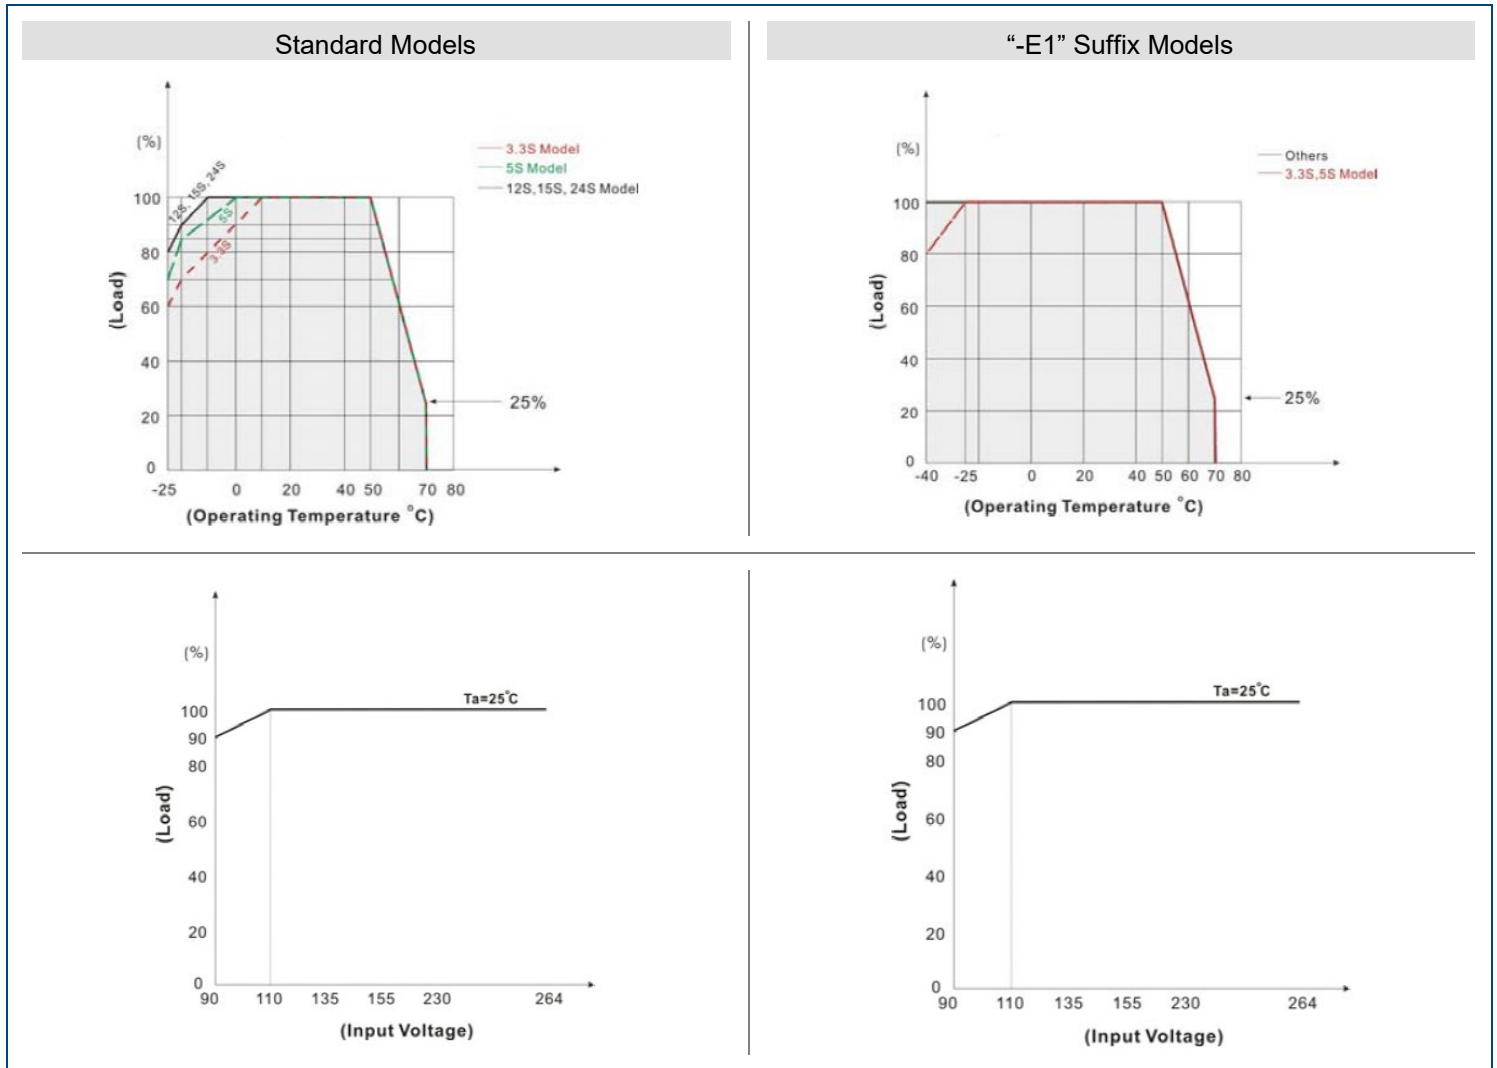 Standard Models
(%)
3.3S Model
5S Model
12S,15S, 24S Model
12S, 15S, 24S
5S
3.3S
100
80
60
40
20
0
(Load)
25%
-25 0 20 40 50 70 80
(Operating Temperature °C)
“-E1” Suffix Models
(%)
Others
3.3S,5S Model
100
80
60
40
20
0
(Load)
25%
-40 -25 0 20 40 50 60 70 80
(Operating Temperature °C)
(%)
Ta=25°C
100
90
80
60
40
20
0
(Load)
90 110 135 155 230 264
(Input Voltage)
(%)
Ta=25°C
100
90
80
60
40
20
0
(Load)
90 110 135 155 230 264
(Input Voltage)